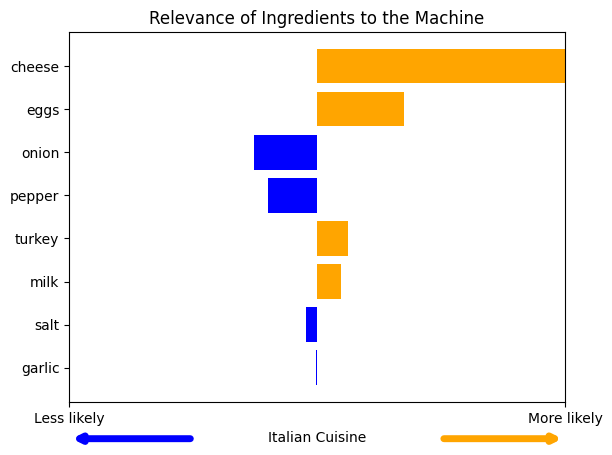 Relevance of Ingredients to the Machine
cheese
eggs
onion
pepper
turkey
milk
salt
garlic
Less likely
More likely
Italian Cuisine